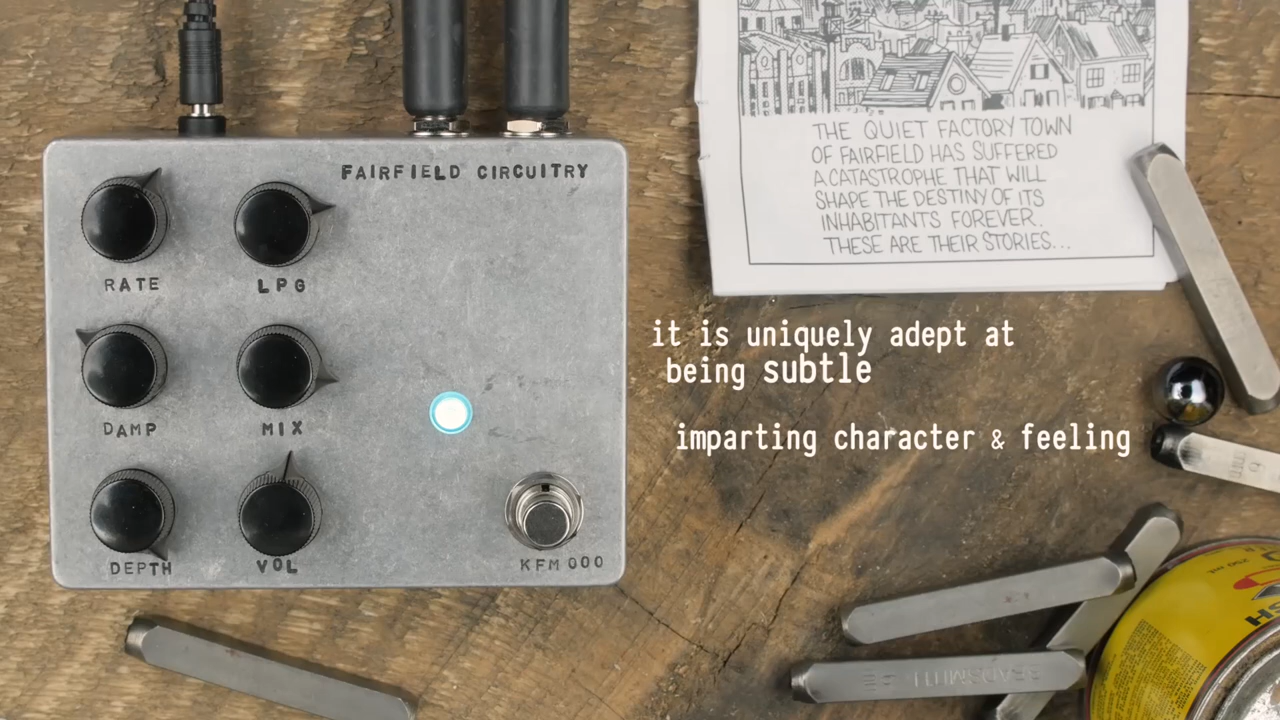 FAIRFIELD CIRCUITRY
RATE
LPG
DAMP
MIX
DEPTH
VOL
KFM 000
THE QUIET FACTORY TOWN
OF FAIRFIELD HAS SUFFERED
A CATASTROPHE THAT WILL
SHAPE THE DESTINY OF ITS
INHABITANTS FOREVER.
THESE ARE THEIR STORIES...
it is uniquely adept at
being subtle
imparting character & feeling